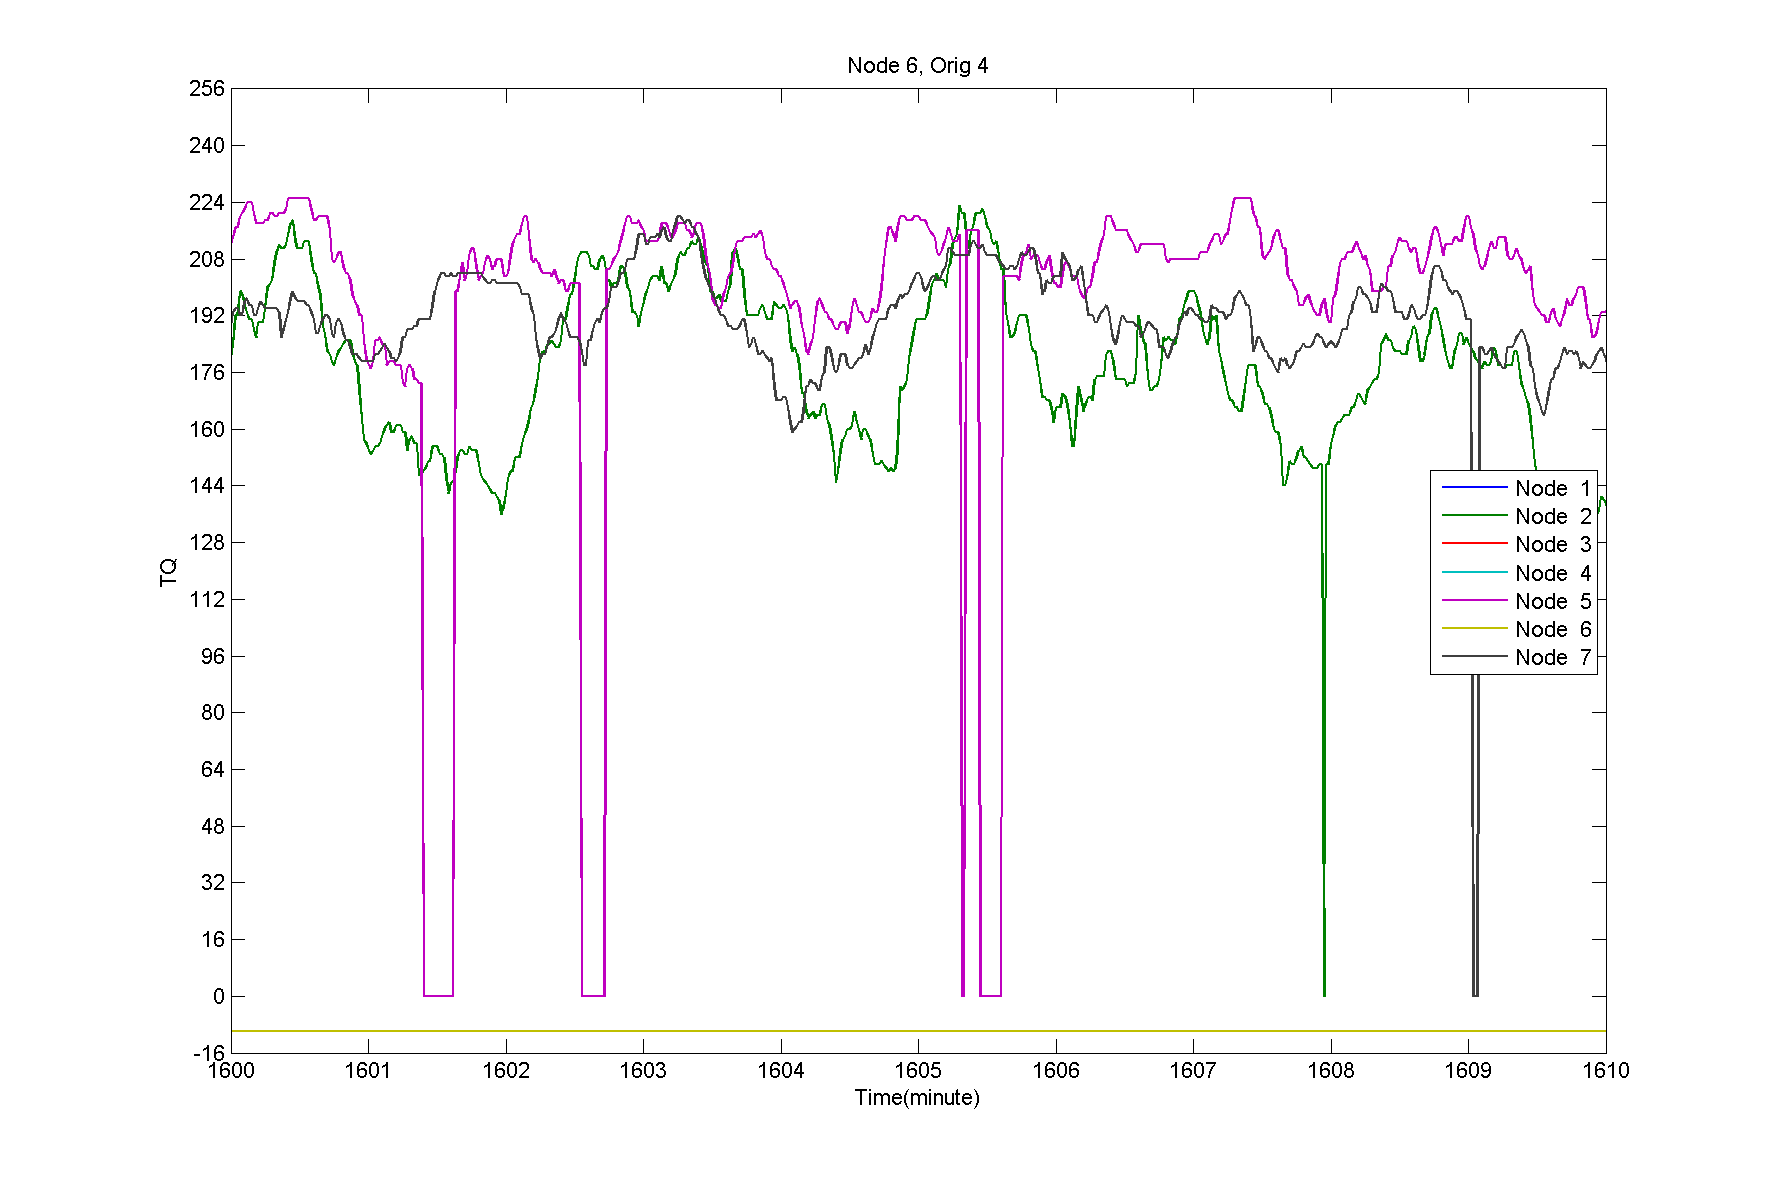 Node 6, Orig 4
256
240
224
208
192
176
160
144
128
112
96
80
64
48
32
16
0
-16
TQ
1600 1601 1602 1603 1604 1605 1606 1607 1608 1609 1610
Time(minute)
Node 1
Node 2
Node 3
Node 4
Node 5
Node 6
Node 7